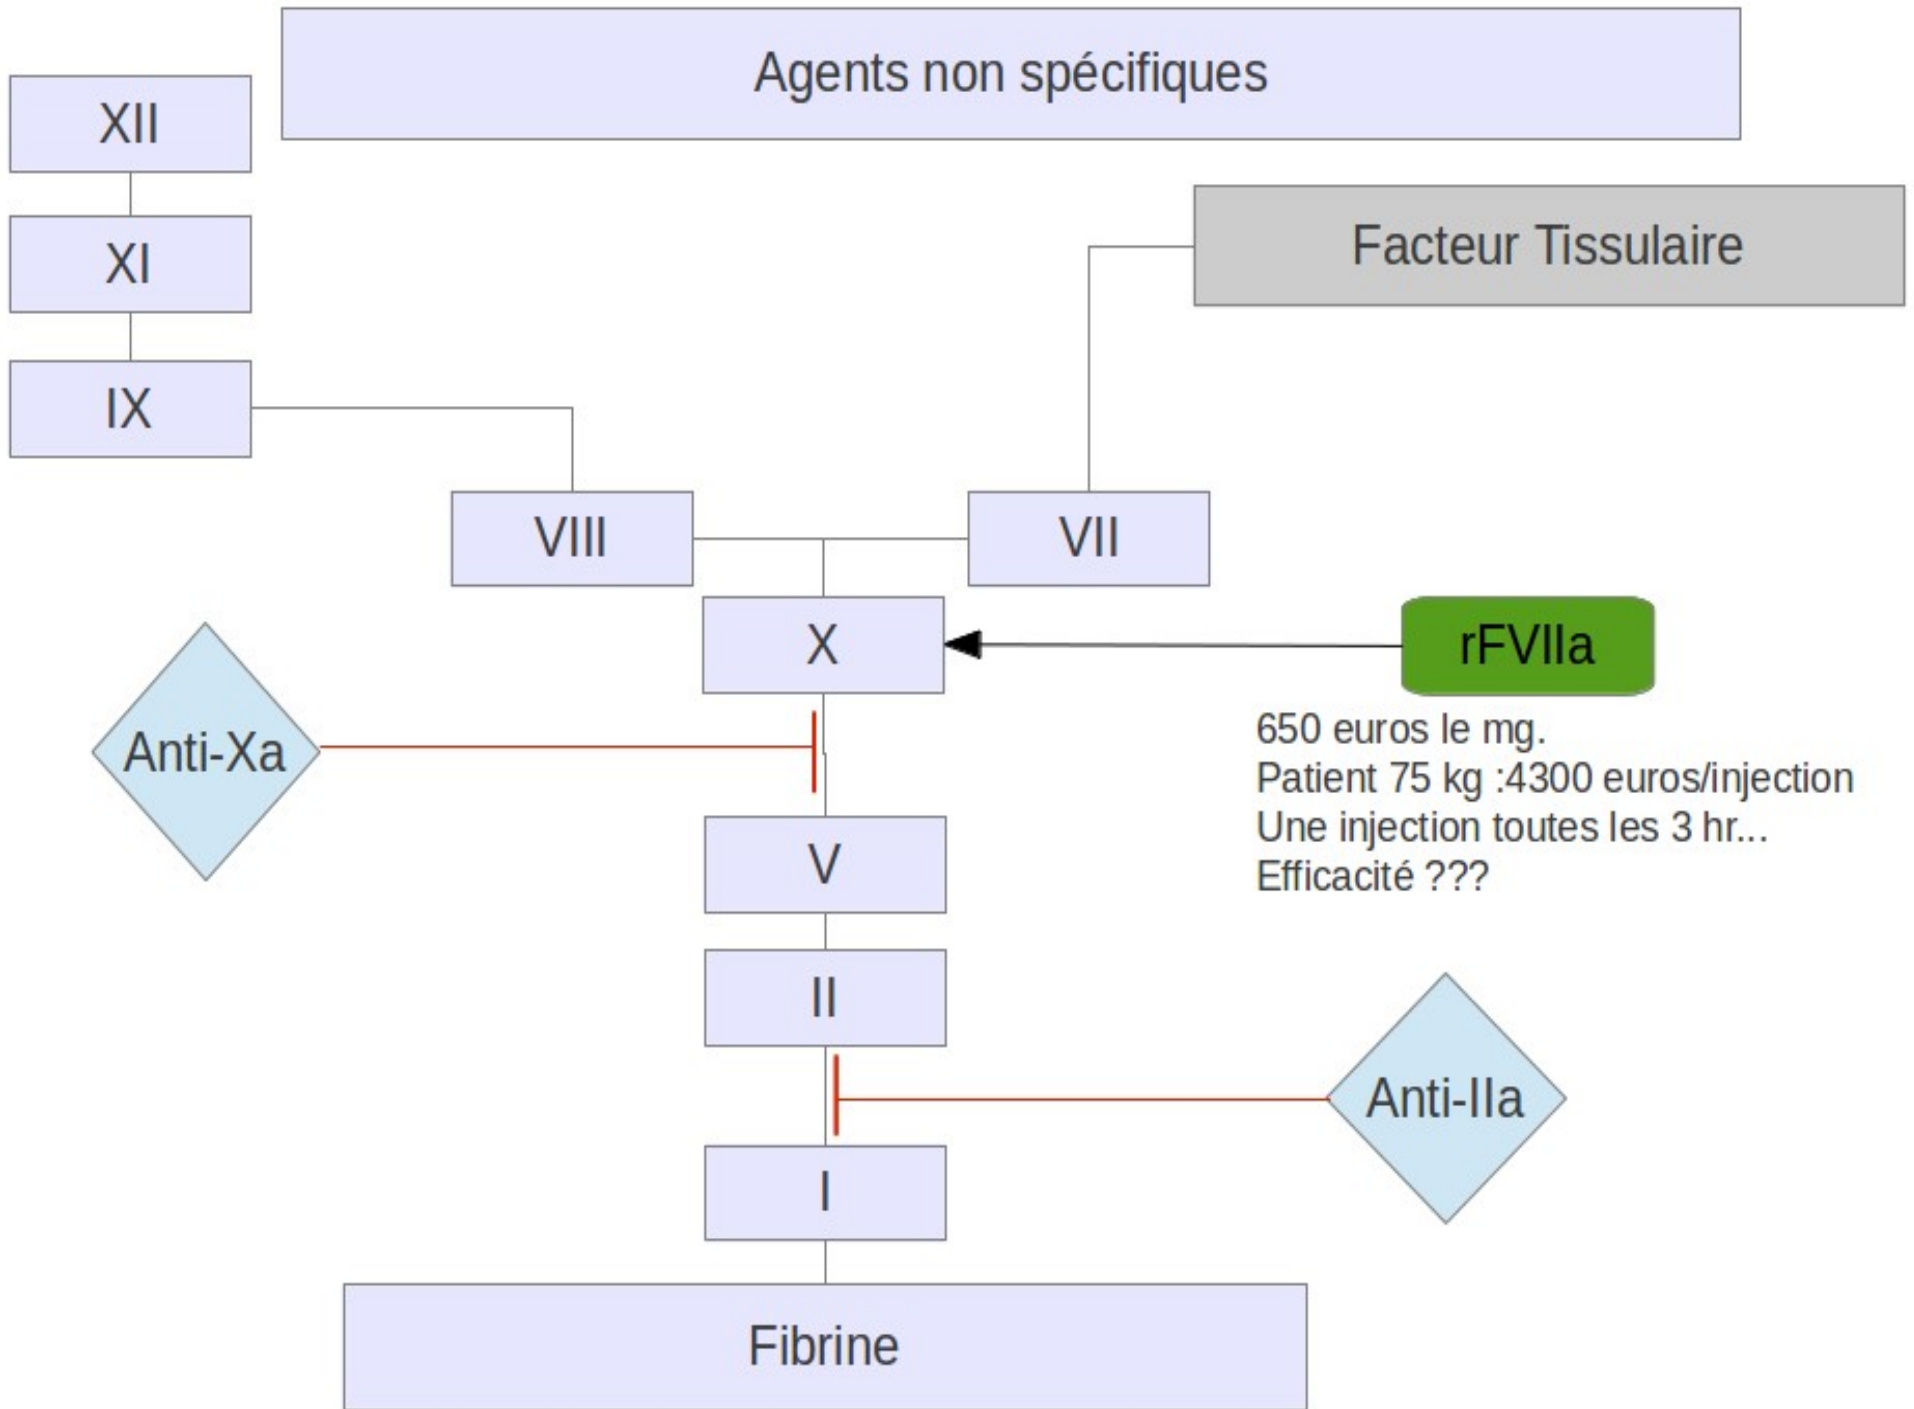 Agents non spécifiques
XII
Facteur Tissulaire
XI
IX
VIII
VII
X
rFVIIa
650 euros le mg.
Patient 75 kg :4300 euros/injection
Une injection toutes les 3 hr...
Efficacité ???
Anti-Xa
V
II
Anti-IIa
I
Fibrine